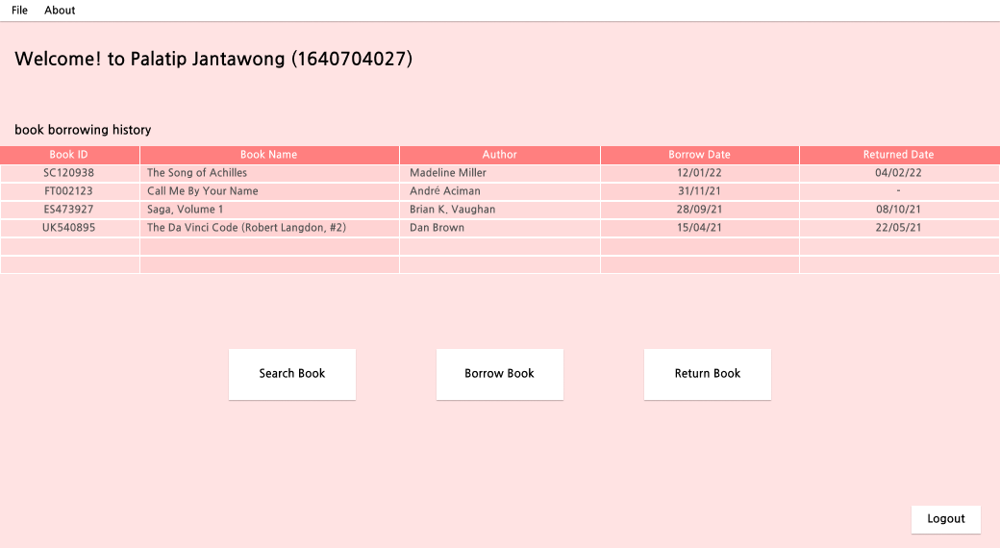 File About
Welcome! to Palatip Jantawong (1640704027)
book borrowing history
Book ID Book Name Author Borrow Date Returned Date
SC120938 The Song of Achilles Madeline Miller 12/01/22 04/02/22
FT002123 Call Me By Your Name André Aciman 31/11/21 -
ES473927 Saga, Volume 1 Brian K. Vaughan 28/09/21 08/10/21
UK540895 The Da Vinci Code (Robert Langdon, #2) Dan Brown 15/04/21 22/05/21
Search Book Borrow Book Return Book
Logout